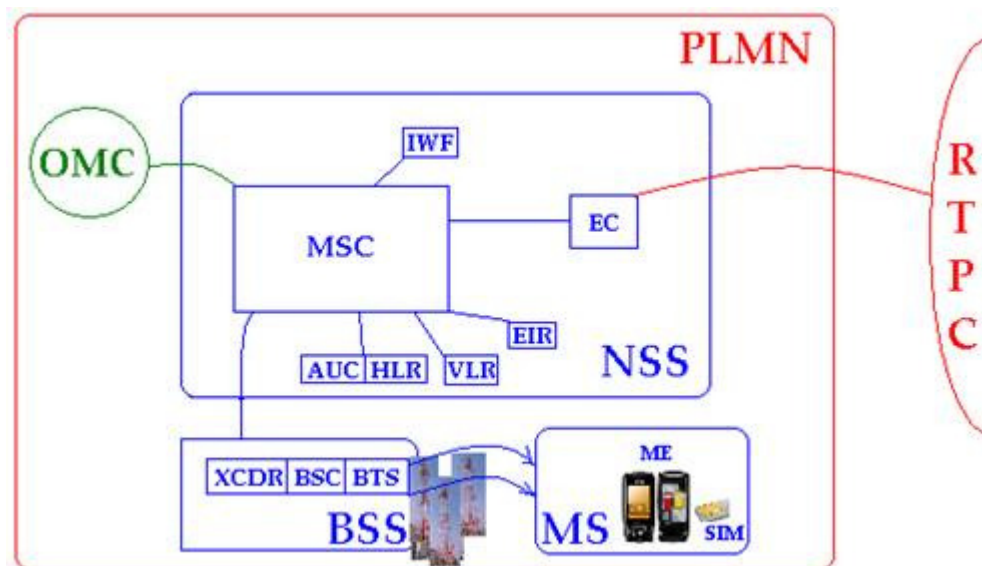 PLMN
OMC
IWF
MSC
EC
R
T
P
C
EIR
AUC HLR VLR
NSS
XCDR BSC BTS
BSS
ME
MS
SIM